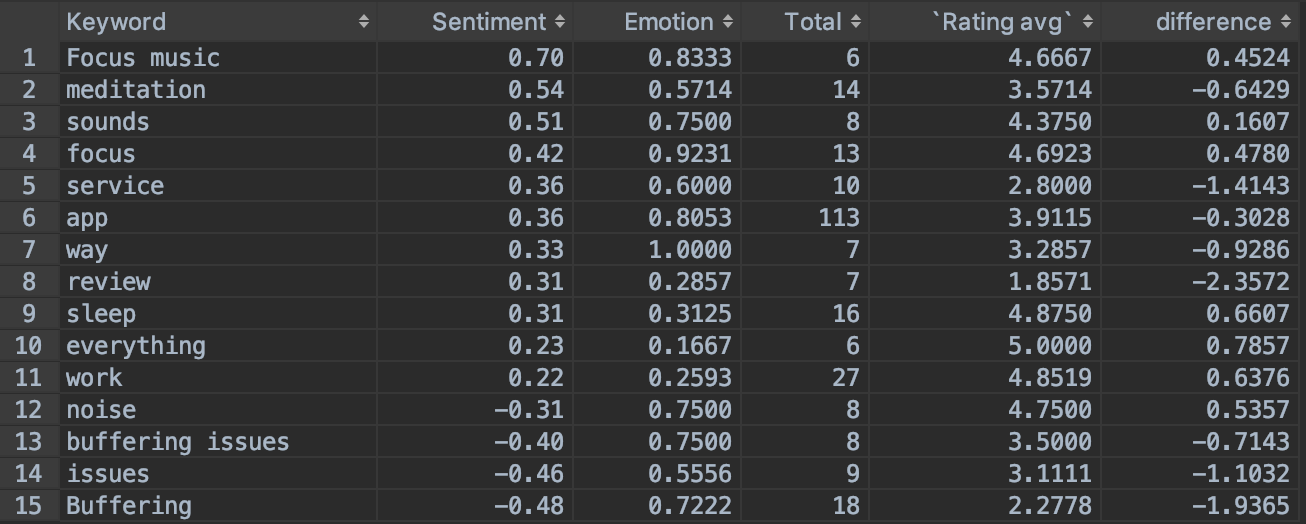 Keyword Sentiment Emotion Total `Rating avg` difference
1 Focus music 0.70 0.8333 6 4.6667 0.4524
2 meditation 0.54 0.5714 14 3.5714 −0.6429
3 sounds 0.51 0.7500 8 4.3750 0.1607
4 focus 0.42 0.9231 13 4.6923 0.4780
5 service 0.36 0.6000 10 2.8000 −1.4143
6 app 0.36 0.8053 113 3.9115 −0.3028
7 way 0.33 1.0000 7 3.2857 −0.9286
8 review 0.31 0.2857 7 1.8571 −2.3572
9 sleep 0.31 0.3125 16 4.8750 0.6607
10 everything 0.23 0.1667 6 5.0000 0.7857
11 work 0.22 0.2593 27 4.8519 0.6376
12 noise −0.31 0.7500 8 4.7500 0.5357
13 buffering issues −0.40 0.7500 8 3.5000 −0.7143
14 issues −0.46 0.5556 9 3.1111 −1.1032
15 Buffering −0.48 0.7222 18 2.2778 −1.9365